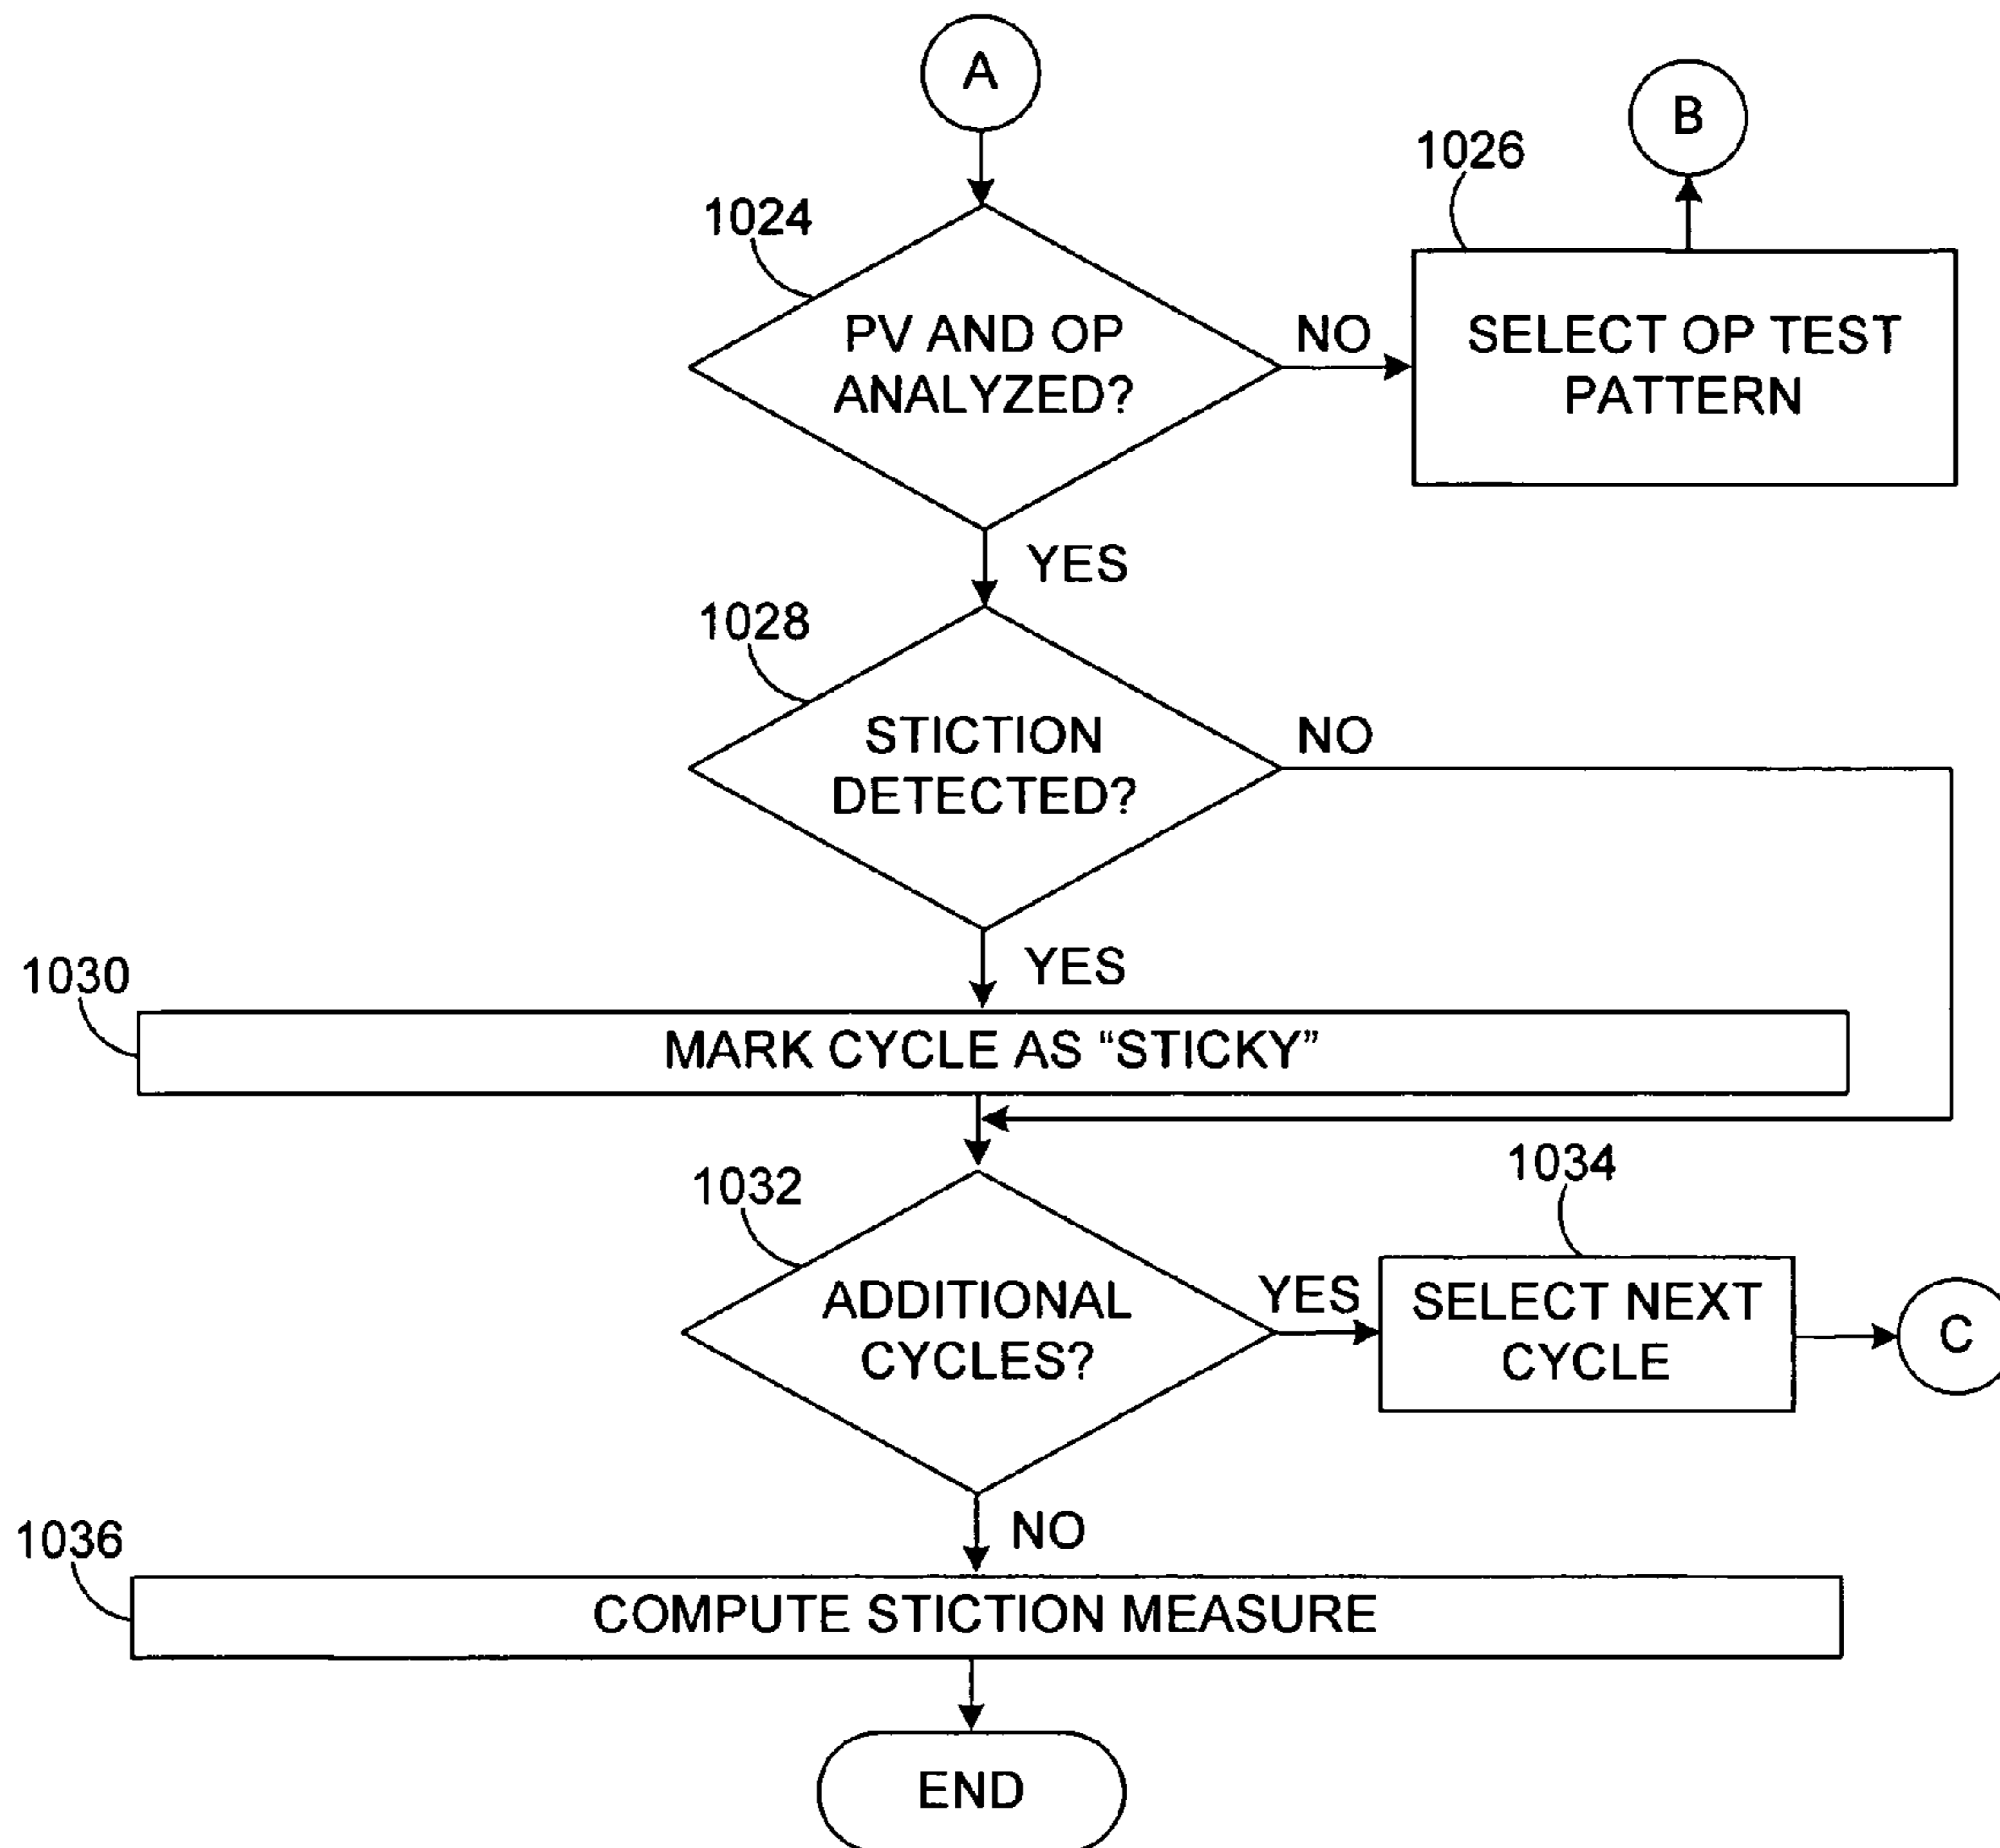 A
B
1026
1024
PV AND OP
ANALYZED?
NO
SELECT OP TEST
PATTERN
YES
1028
STICTION
DETECTED?
NO
YES
1030
MARK CYCLE AS “STICKY”
1032
1034
ADDITIONAL
CYCLES?
YES
SELECT NEXT
CYCLE
C
NO
1036
COMPUTE STICTION MEASURE
END